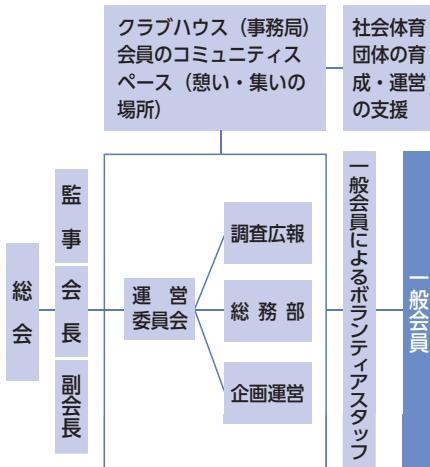 クラブハウス（事務局）
会員のコミュニティス
ペース（憩い・集いの
場所）
社会体育
団体の育
成・運営
の支援
総会
監事
会長
副会長
運営
委員会
調査広報
総務部
企画運営
一般会員によるボランティアスタッフ
一般会員